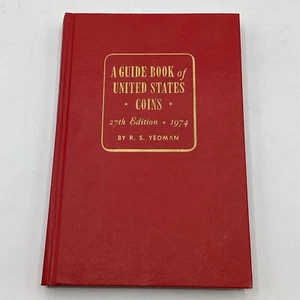 A GUIDE BOOK of
UNITED STATES
• COINS •
27th Edition • 1974
BY R. S. YEOMAN